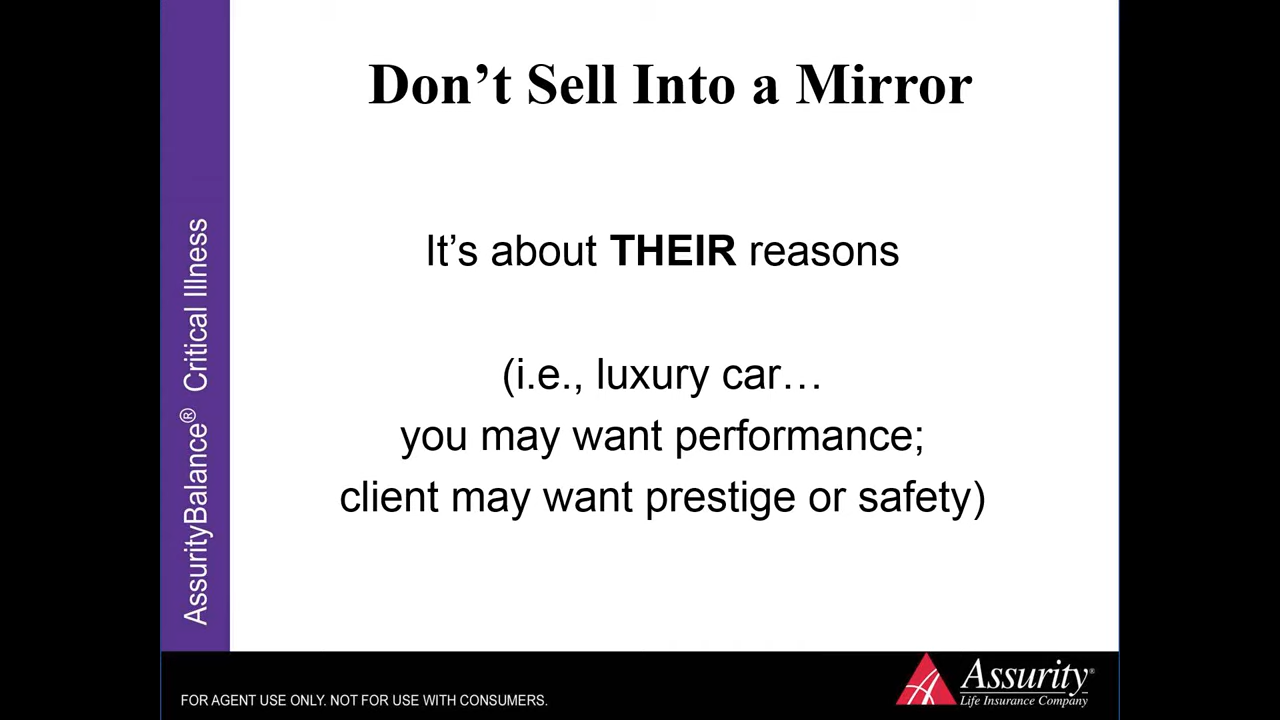 Don’t Sell Into a Mirror
It’s about THEIR reasons
(i.e., luxury car…
you may want performance;
client may want prestige or safety)
AssurityBalance® Critical Illness
FOR AGENT USE ONLY. NOT FOR USE WITH CONSUMERS.
Assurity®
Life Insurance Company